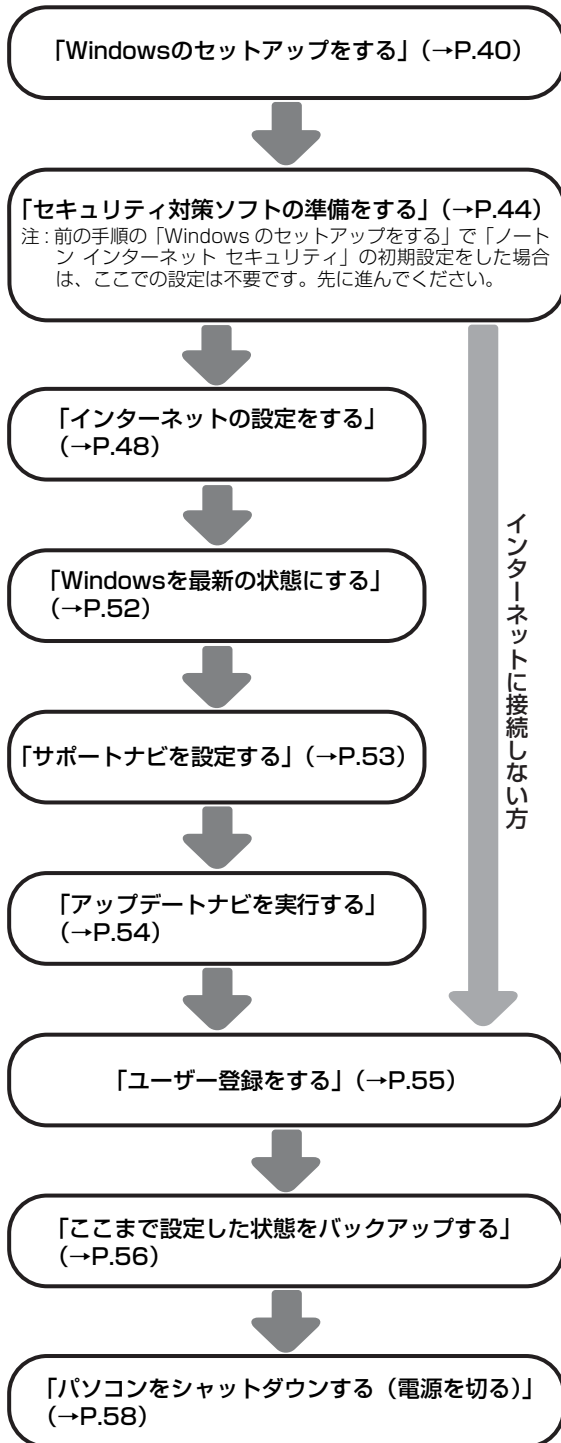 「Windowsのセットアップをする」（→P.40）
「セキュリティ対策ソフトの準備をする」（→P.44）
注：前の手順の「Windows のセットアップをする」で「ノート
ン インターネット セキュリティ」の初期設定をした場合
は、ここでの設定は不要です。先に進んでください。
「インターネットの設定をする」
（→P.48）
「Windowsを最新の状態にする」
（→P.52）
「サポートナビを設定する」（→P.53）
「アップデートナビを実行する」
（→P.54）
インターネットに接続しない方
「ユーザー登録をする」（→P.55）
「ここまで設定した状態をバックアップする」
（→P.56）
「パソコンをシャットダウンする（電源を切る）」
（→P.58）